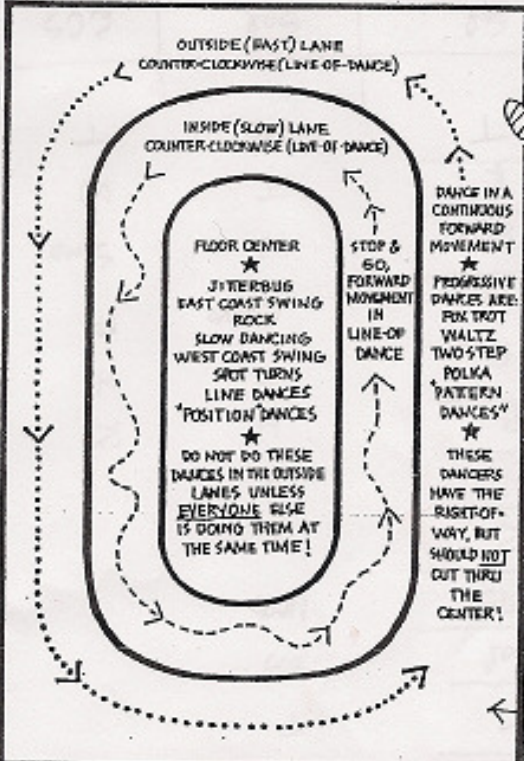 OUTSIDE (FAST) LANE
COUNTER-CLOCKWISE (LINE-OF-DANCE)
INSIDE (SLOW) LANE
COUNTER-CLOCKWISE (LINE-OF-DANCE)
FLOOR CENTER
JITTERBUG
EAST COAST SWING
ROCK
SLOW DANCING
WEST COAST SWING
SPOT TURNS
LINE DANCES
"POSITION" DANCES
DO NOT DO THESE
DANCES IN THE OUTSIDE
LANES UNLESS
EVERYONE ELSE
IS DOING THEM AT
THE SAME TIME!
STOP &
GO,
FORWARD
MOVEMENT
IN
LINE-OF
DANCE
DANCE IN A
CONTINUOUS
FORWARD
MOVEMENT
PROGRESSIVE
DANCES ARE:
FOX TROT
WALTZ
TWO STEP
POLKA
"PATTERN
DANCES"
THESE
DANCERS
HAVE THE
RIGHT-OF-
WAY, BUT
SHOULD NOT
CUT THRU
THE
CENTER!